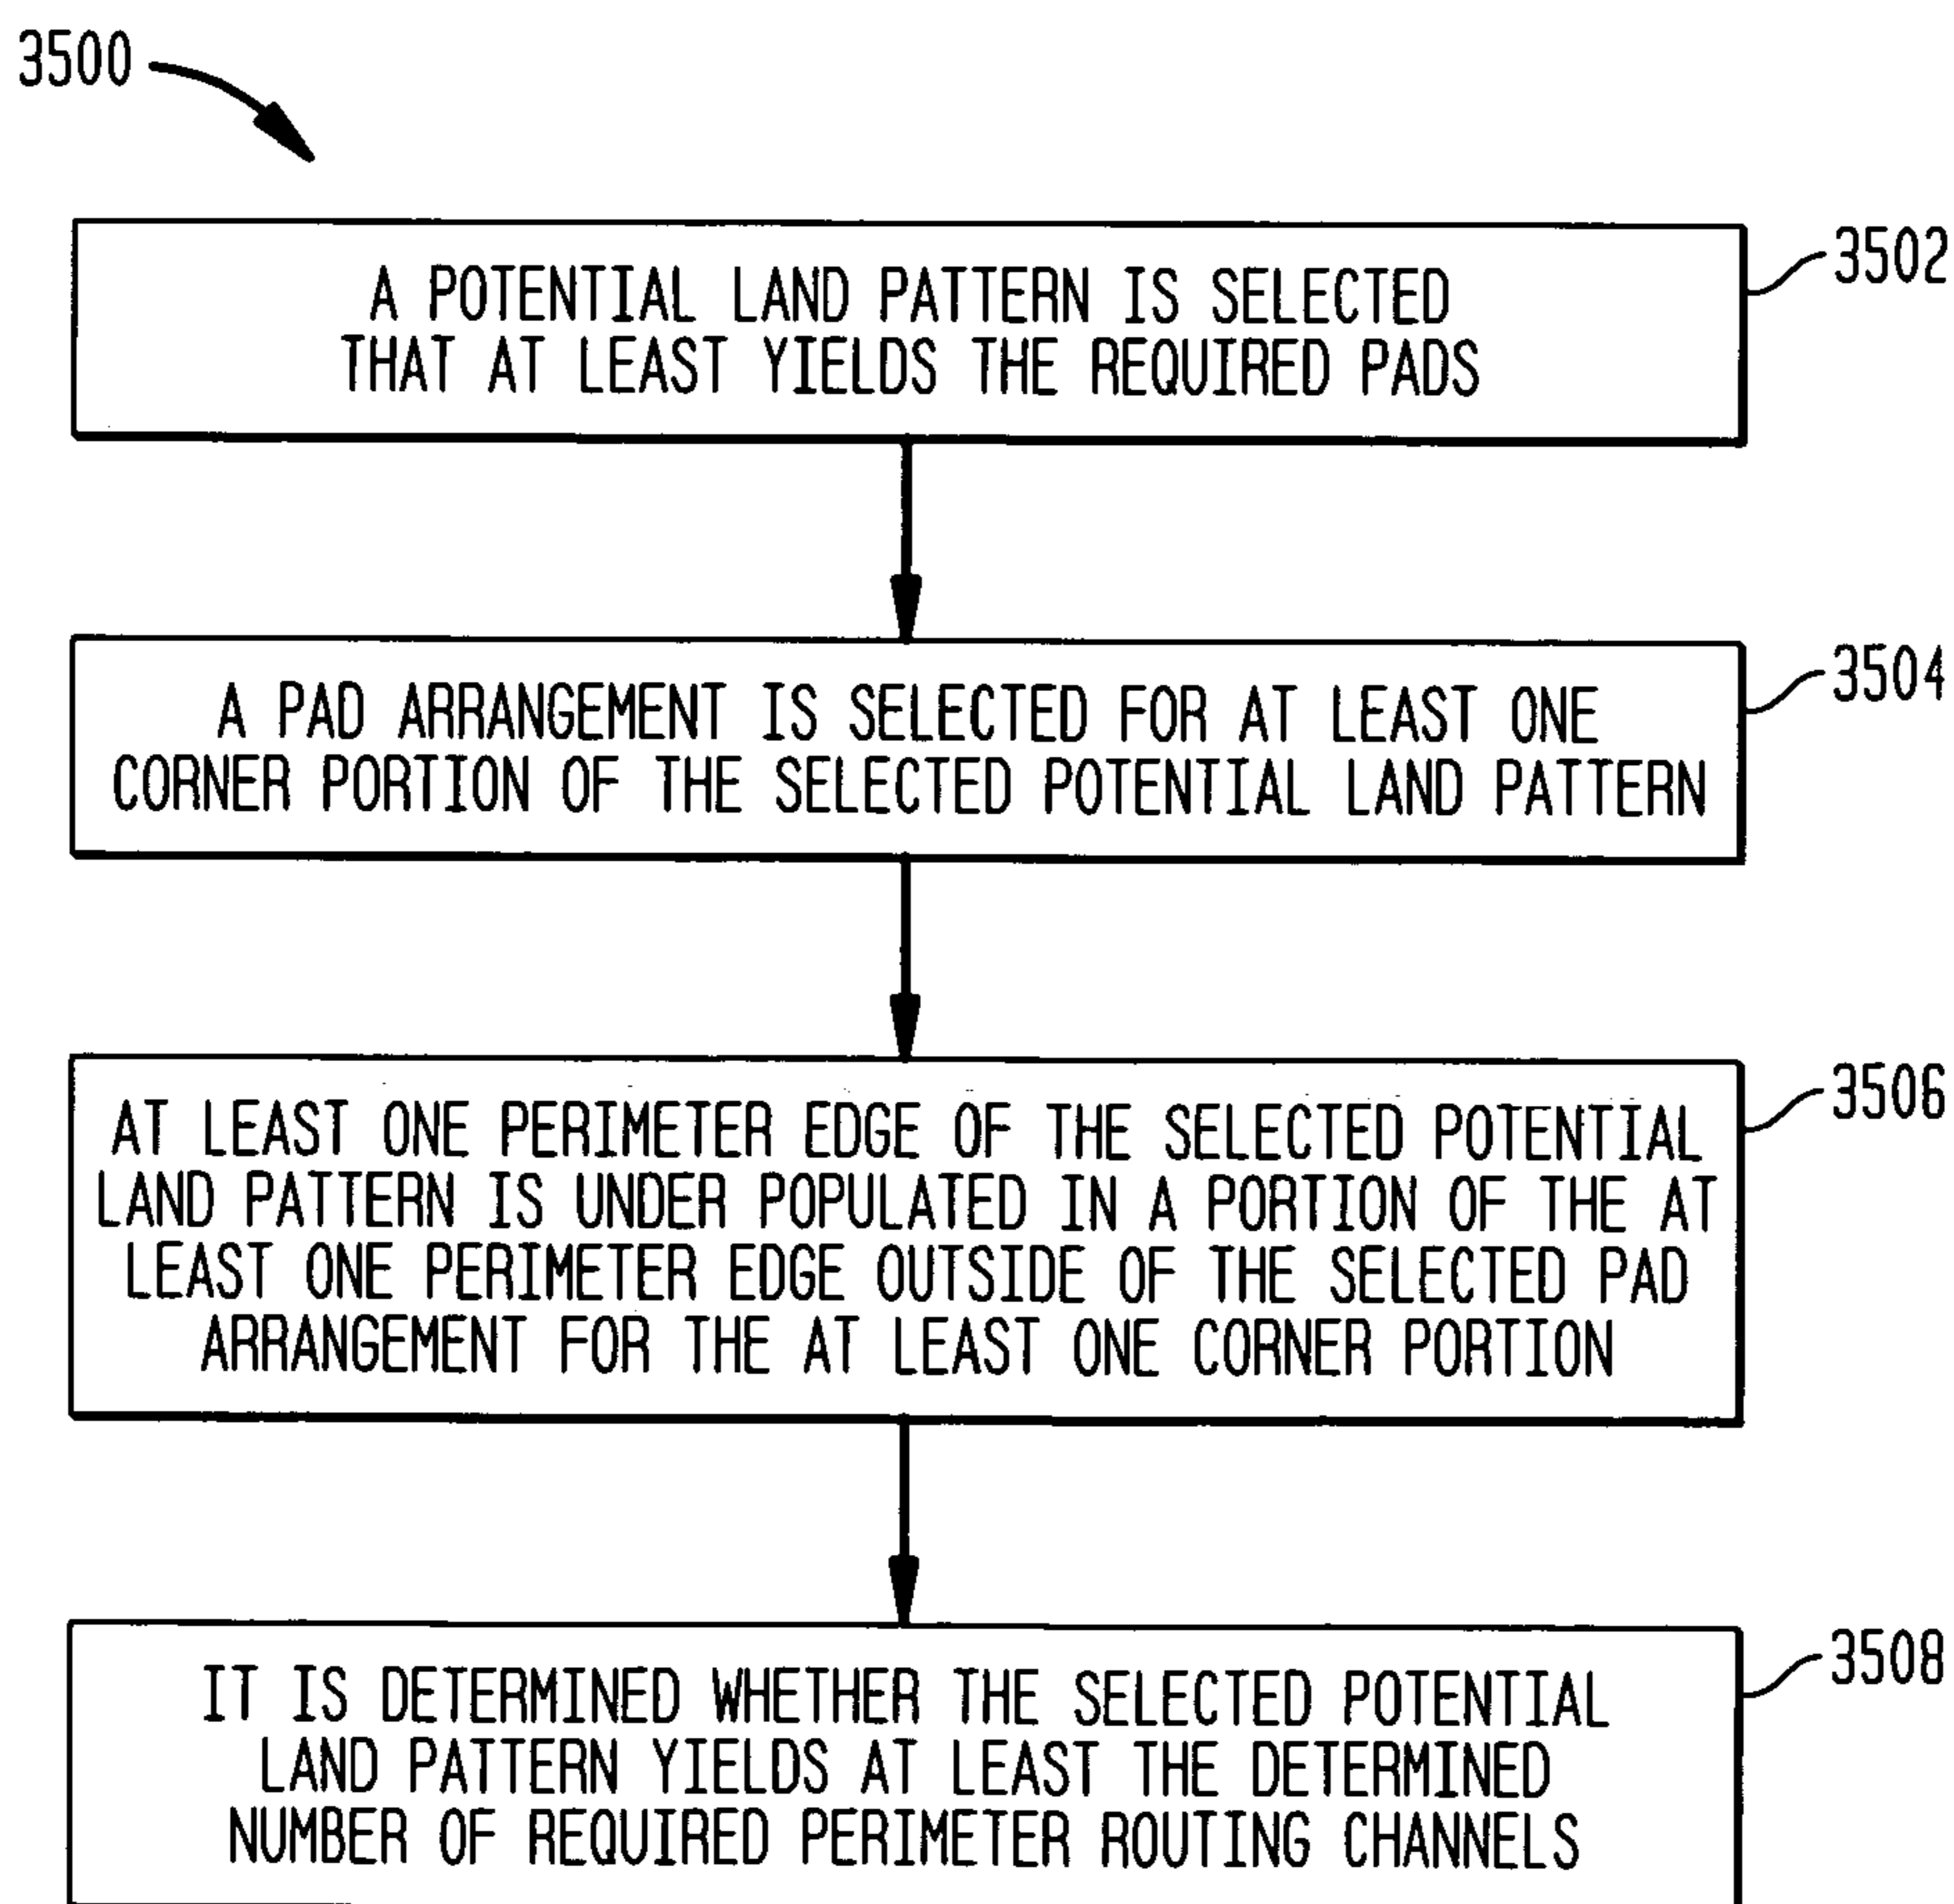 3500
3502
A POTENTIAL LAND PATTERN IS SELECTED
THAT AT LEAST YIELDS THE REQUIRED PADS
3504
A PAD ARRANGEMENT IS SELECTED FOR AT LEAST ONE
CORNER PORTION OF THE SELECTED POTENTIAL LAND PATTERN
3506
AT LEAST ONE PERIMETER EDGE OF THE SELECTED POTENTIAL
LAND PATTERN IS UNDER POPULATED IN A PORTION OF THE AT
LEAST ONE PERIMETER EDGE OUTSIDE OF THE SELECTED PAD
ARRANGEMENT FOR THE AT LEAST ONE CORNER PORTION
3508
IT IS DETERMINED WHETHER THE SELECTED POTENTIAL
LAND PATTERN YIELDS AT LEAST THE DETERMINED
NUMBER OF REQUIRED PERIMETER ROUTING CHANNELS